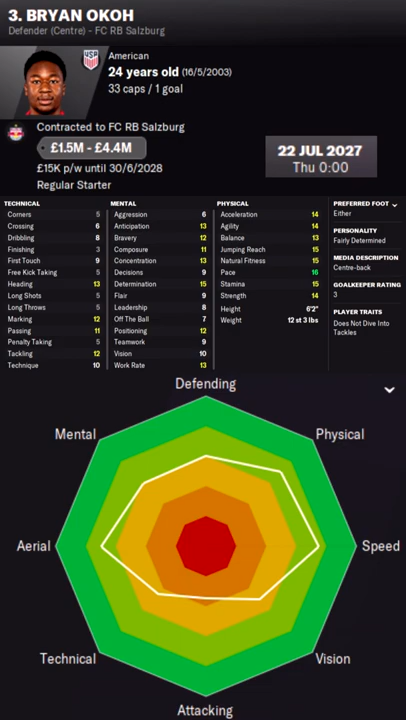 3. BRYAN OKOH
Defender (Centre) - FC RB Salzburg
USA
American
24 years old (16/5/2003)
33 caps / 1 goal
Contracted to FC RB Salzburg
£1.5M - £4.4M
£15K p/w until 30/6/2028
Regular Starter
22 JUL 2027
Thu 0:00
TECHNICAL
Corners 5
Crossing 6
Dribbling 8
Finishing 3
First Touch 9
Free Kick Taking 5
Heading 13
Long Shots 5
Long Throws 5
Marking 12
Passing 11
Penalty Taking 5
Tackling 12
Technique 10
MENTAL
Aggression 6
Anticipation 13
Bravery 12
Composure 11
Concentration 13
Decisions 9
Determination 15
Flair 9
Leadership 8
Off The Ball 7
Positioning 12
Teamwork 9
Vision 10
Work Rate 13
PHYSICAL
Acceleration 14
Agility 14
Balance 13
Jumping Reach 15
Natural Fitness 15
Pace 16
Stamina 15
Strength 14
Height 6'2"
Weight 12 st 3 lbs
PREFERRED FOOT
Either
PERSONALITY
Fairly Determined
MEDIA DESCRIPTION
Centre-back
GOALKEEPER RATING
3
PLAYER TRAITS
Does Not Dive Into
Tackles
Defending
Mental
Physical
Aerial
Speed
Technical
Vision
Attacking